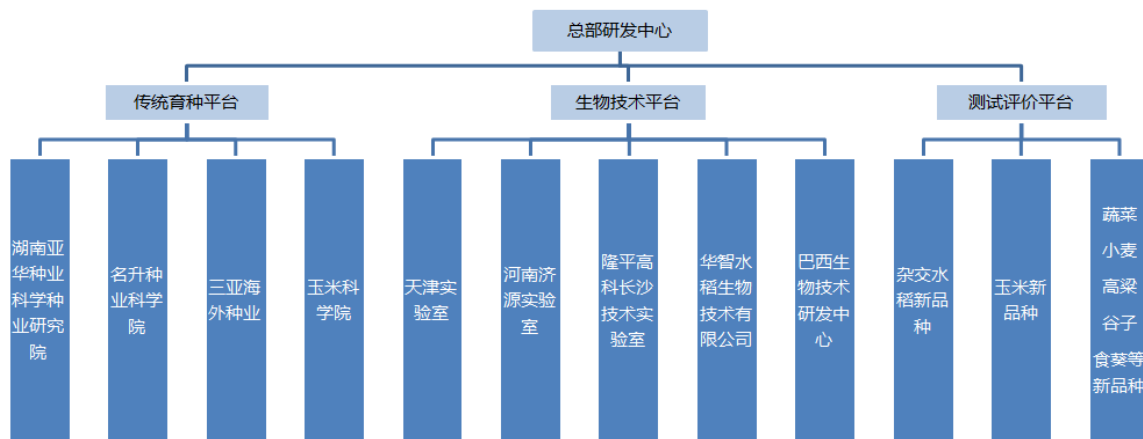 总部研发中心
传统育种平台
生物技术平台
测试评价平台
湖南亚
华种业
科学种
业研究
院
名升种
业科学
院
三亚海
外种业
玉米科
学院
天津实
验室
河南济
源实验
室
隆平高
科长沙
技术实
验室
华智水
稻生物
技术有
限公司
巴西生
物技术
研发中
心
杂交水
稻新品
种
玉米新
品种
蔬菜
小麦
高粱
谷子
食葵等
新品种